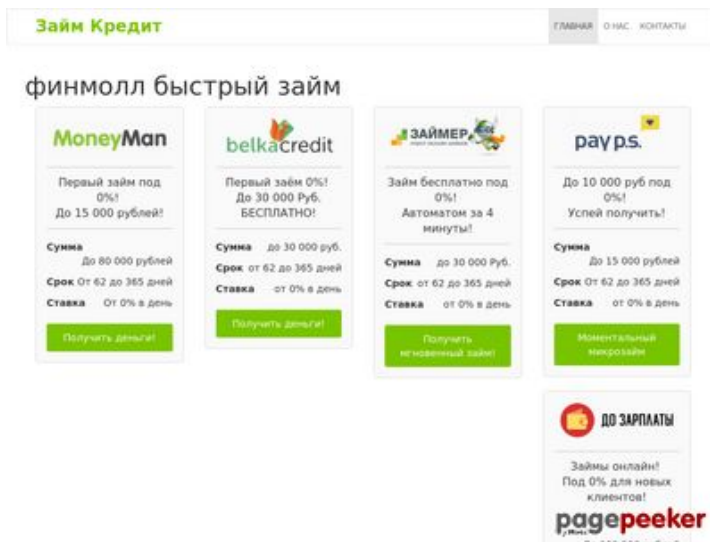 Займ Кредит
ГЛАВНАЯ О НАС. КОНТАКТЫ
финмолл быстрый займ
MoneyMan
Первый займ под
0%!
До 15 000 рублей!
Сумма
До 80 000 рублей
Срок От 62 до 365 дней
Ставка От 0% в день
Получить деньги!
belkacredit
Первый заём 0%!
До 30 000 Руб.
БЕСПЛАТНО!
Сумма до 30 000 руб.
Срок от 62 до 365 дней
Ставка от 0% в день
Получить деньги!
ЗАЙМЕР
Займ бесплатно под
0%!
Автоматом за 4
минуты!
Сумма до 30 000 Руб.
Срок от 62 до 365 дней
Ставка от 0% в день
Получить
мгновенный займ!
pay p.s.
До 10 000 руб под
0%!
Успей получить!
Сумма
До 15 000 рублей
Срок От 62 до 365 дней
Ставка от 0% в день
Моментальный
микрозайм
ДО ЗАРПЛАТЫ
Займы онлайн!
Под 0% для новых
клиентов!
pagepeeker